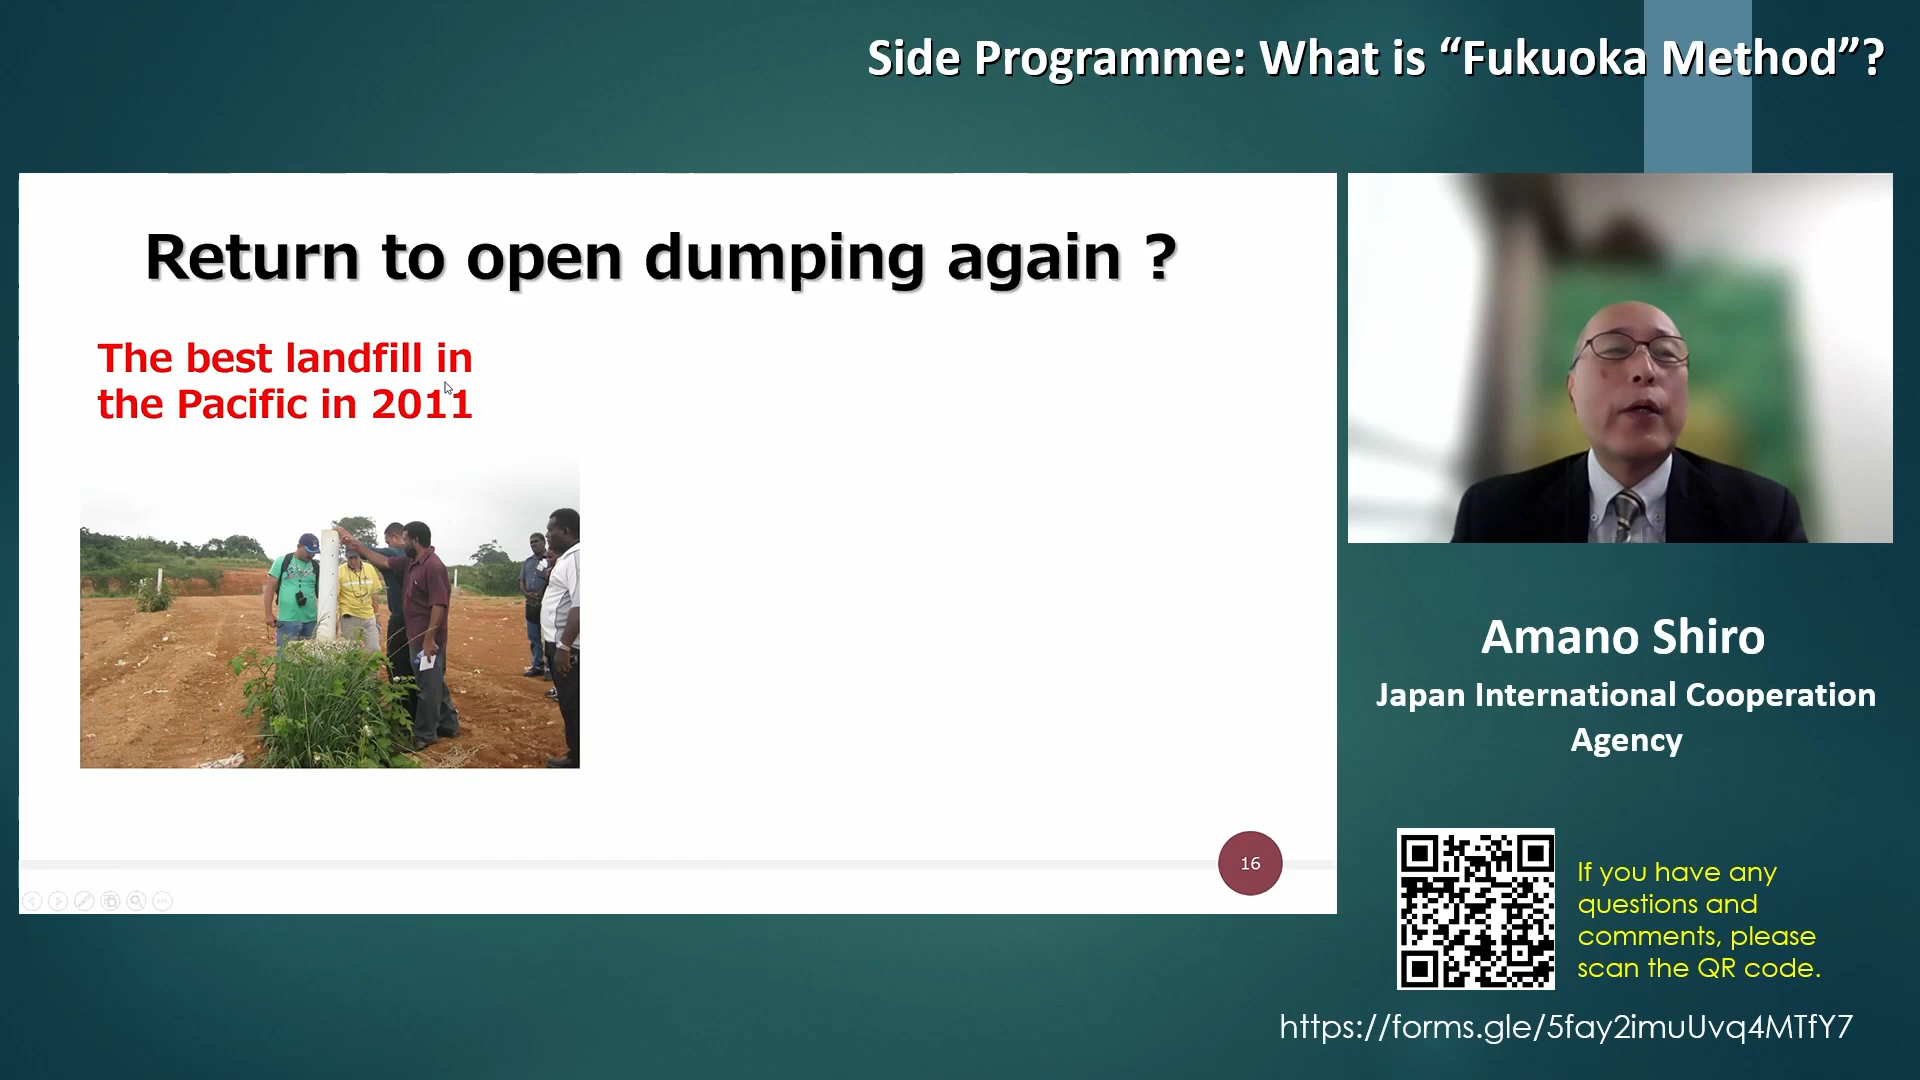 Side Programme: What is “Fukuoka Method”?
Return to open dumping again ?
The best landfill in
the Pacific in 2011
16
Amano Shiro
Japan International Cooperation
Agency
If you have any
questions and
comments, please
scan the QR code.
https://forms.gle/5fay2imuUvq4MTfY7